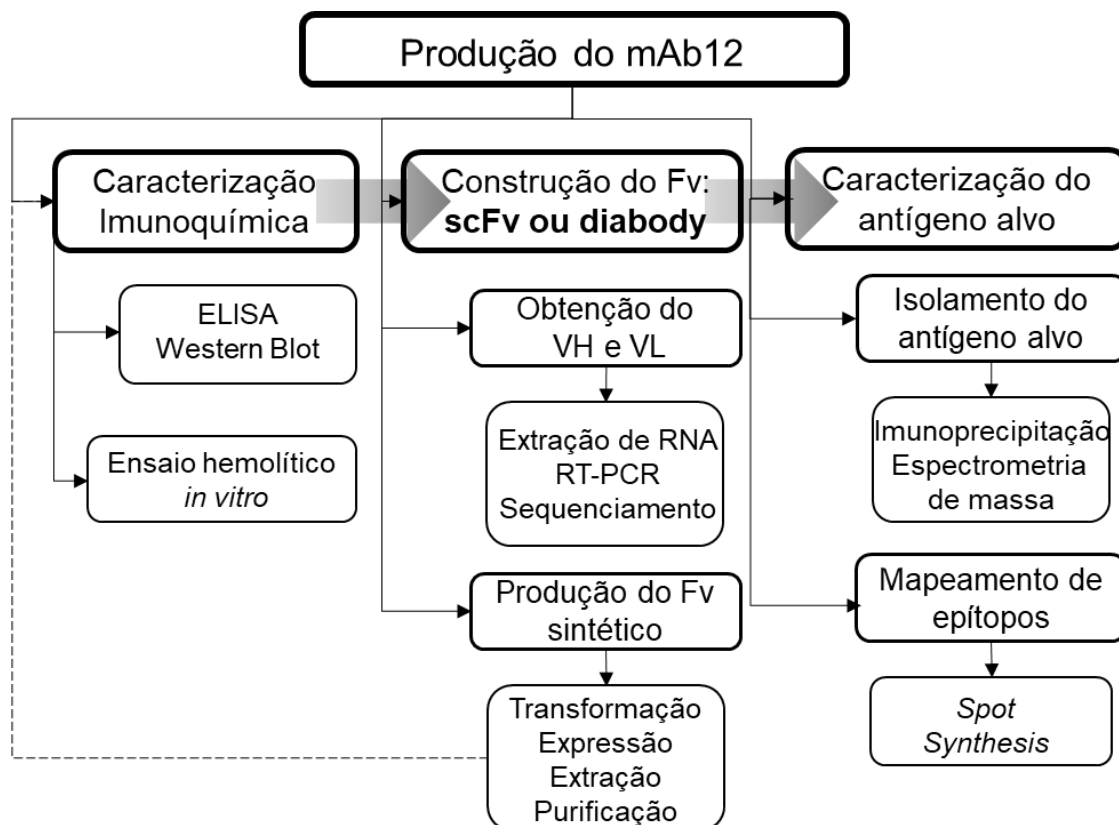 Produção do mAb12
Caracterização
Imunoquímica
Construção do Fv:
scFv ou diabody
Caracterização do
antígeno alvo
ELISA
Western Blot
Ensaio hemolítico
in vitro
Obtenção do
VH e VL
Extração de RNA
RT-PCR
Sequenciamento
Produção do Fv
sintético
Transformação
Expressão
Extração
Purificação
Isolamento do
antígeno alvo
Imunoprecipitação
Espectrometria
de massa
Mapeamento de
epítopos
Spot
Synthesis